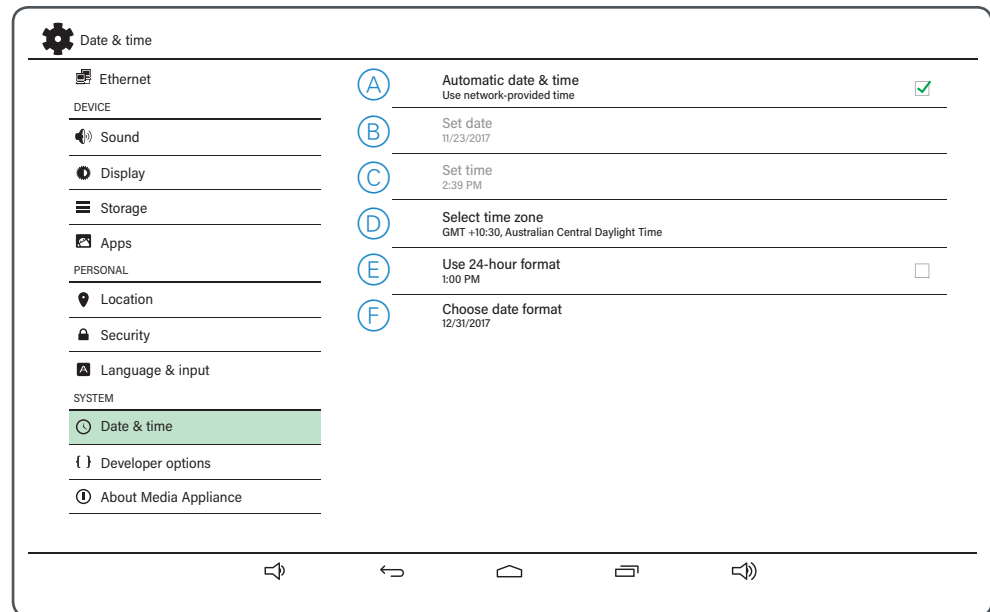 Date & time
Ethernet
DEVICE
Sound
Display
Storage
Apps
PERSONAL
Location
Security
A
Language & input
SYSTEM
Date & time
{ } Developer options
About Media Appliance
A
Automatic date & time
Use network-provided time
B
Set date
11/23/2017
C
Set time
2:39 PM
D
Select time zone
GMT +10:30, Australian Central Daylight Time
E
Use 24-hour format
1:00 PM
F
Choose date format
12/31/2017